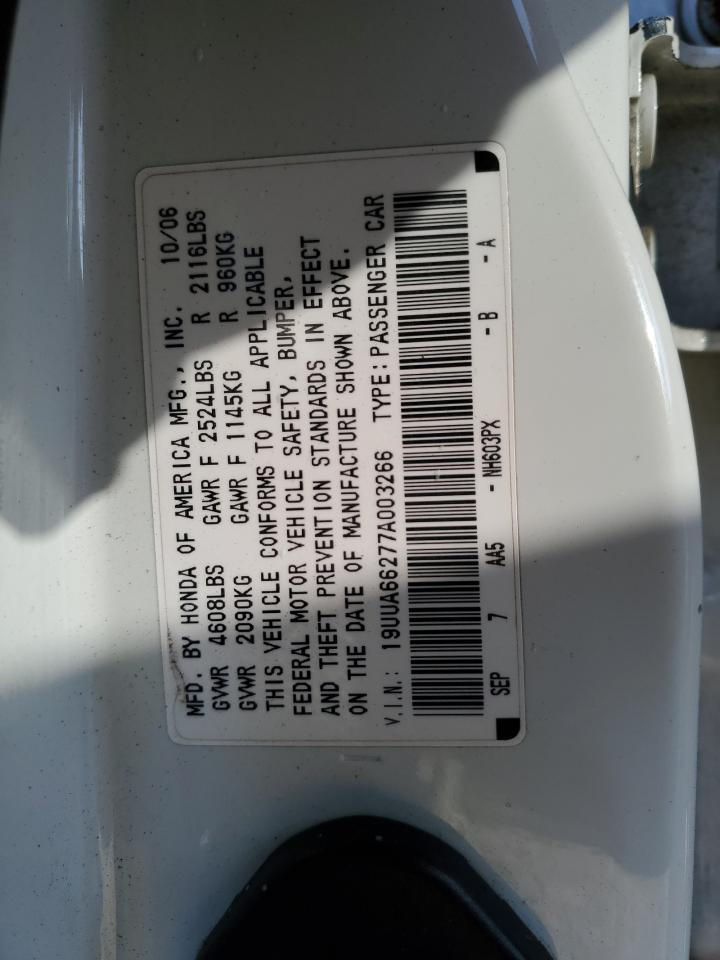 MFD. BY HONDA OF AMERICA MFG., INC. 10/06
GVWR 4608LBS GAWR F 2524LBS R 2116LBS
GVWR 2090KG GAWR F 1145KG R 960KG
THIS VEHICLE CONFORMS TO ALL APPLICABLE
FEDERAL MOTOR VEHICLE SAFETY, BUMPER,
AND THEFT PREVENTION STANDARDS IN EFFECT
ON THE DATE OF MANUFACTURE SHOWN ABOVE.
V.I.N.: 19UUA66277A003266 TYPE: PASSENGER CAR
SEP 7 AA5 - NH603PX - B - A